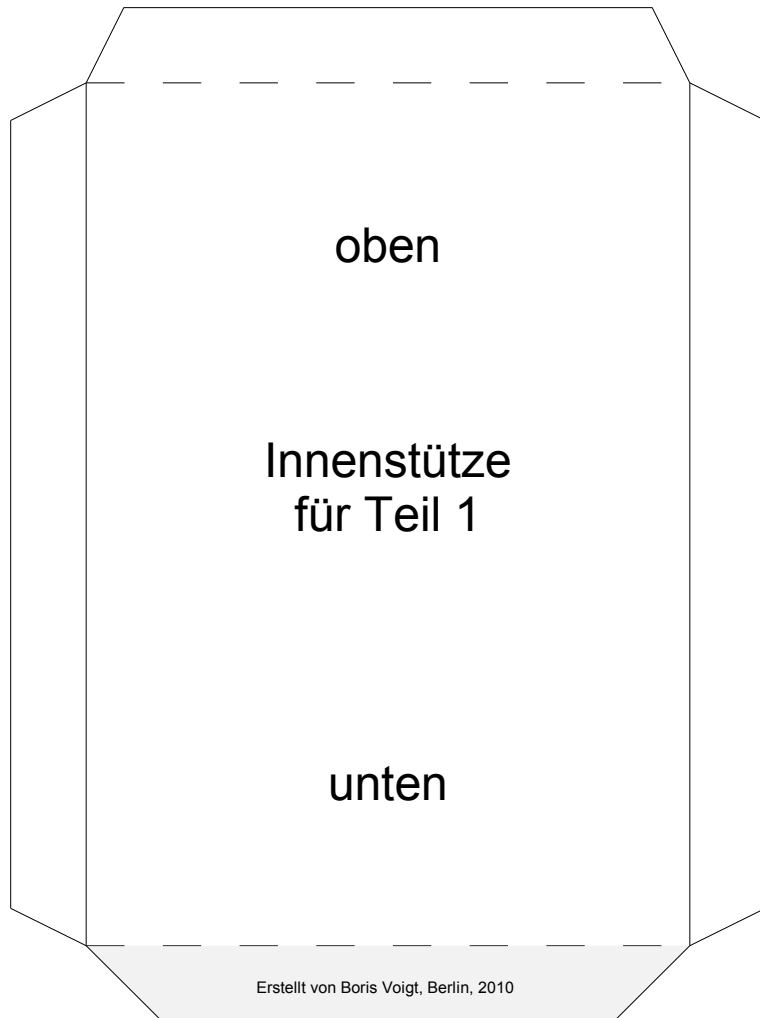 oben
Innenstütze
für Teil 1
unten
Erstellt von Boris Voigt, Berlin, 2010